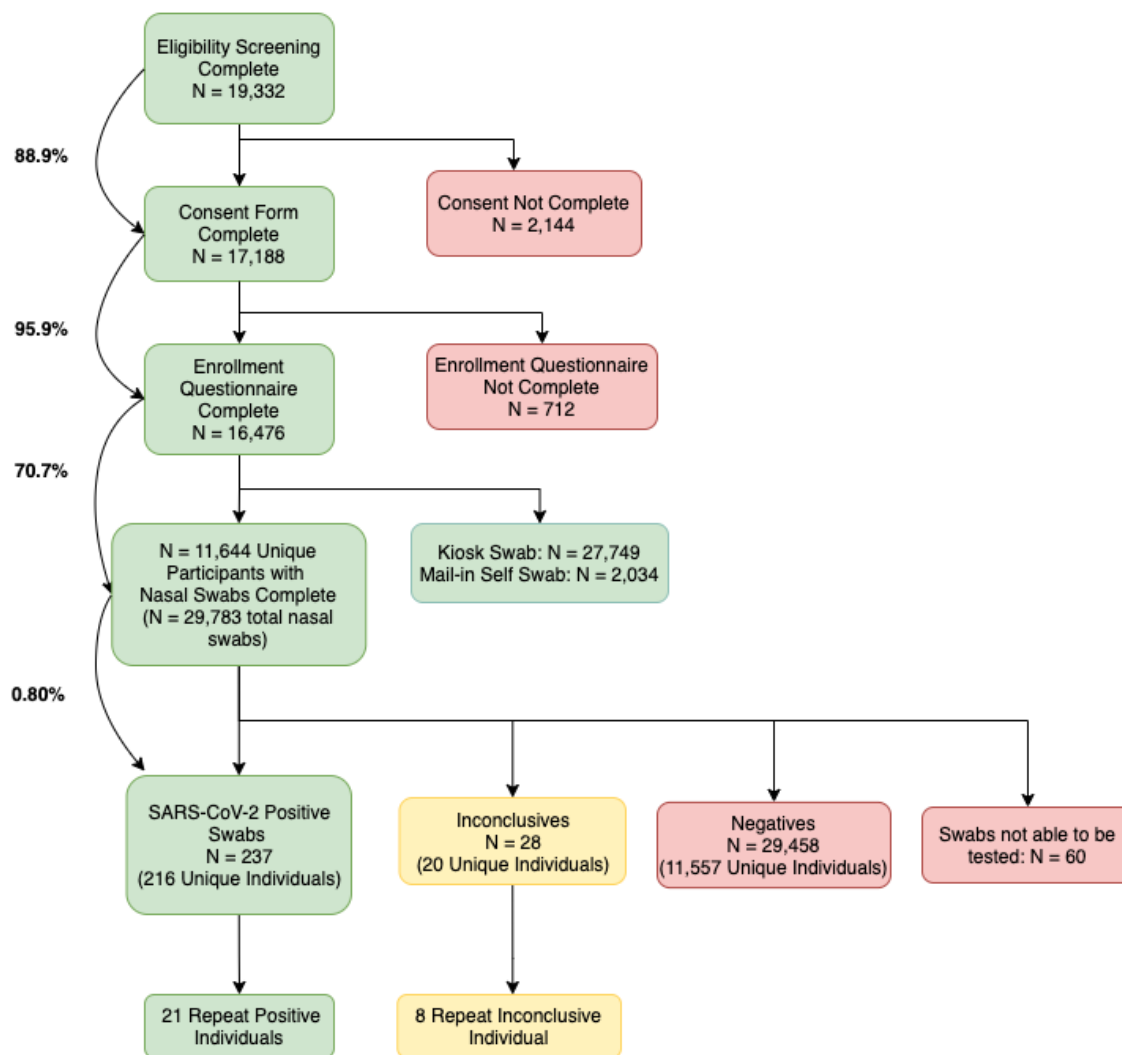 Eligibility Screening
Complete
N = 19,332
88.9%
Consent Not Complete
N = 2,144
Consent Form
Complete
N = 17,188
95.9%
Enrollment
Questionnaire
Complete
N = 16,476
Enrollment Questionnaire
Not Complete
N = 712
70.7%
N = 11,644 Unique
Participants with
Nasal Swabs Complete
(N = 29,783 total nasal
swabs)
Kiosk Swab: N = 27,749
Mail-in Self Swab: N = 2,034
0.80%
SARS-CoV-2 Positive
Swabs
N = 237
(216 Unique Individuals)
Inconclusives
N = 28
(20 Unique Individuals)
Negatives
N = 29,458
(11,557 Unique Individuals)
Swabs not able to be
tested: N = 60
21 Repeat Positive
Individuals
8 Repeat Inconclusive
Individual